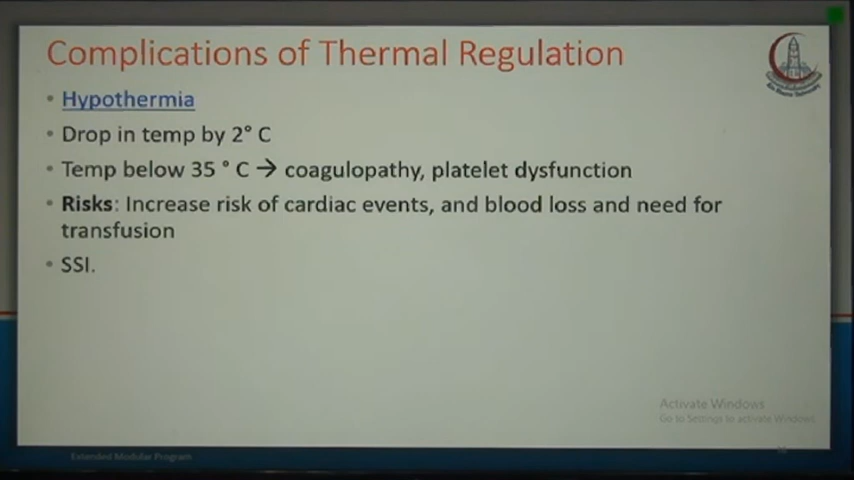 Complications of Thermal Regulation
• Hypothermia
• Drop in temp by 2° C
• Temp below 35 ° C → coagulopathy, platelet dysfunction
• Risks: Increase risk of cardiac events, and blood loss and need for
transfusion
• SSI.
Activate Windows
Go to Settings to activate Windows.
Extended Modular Program